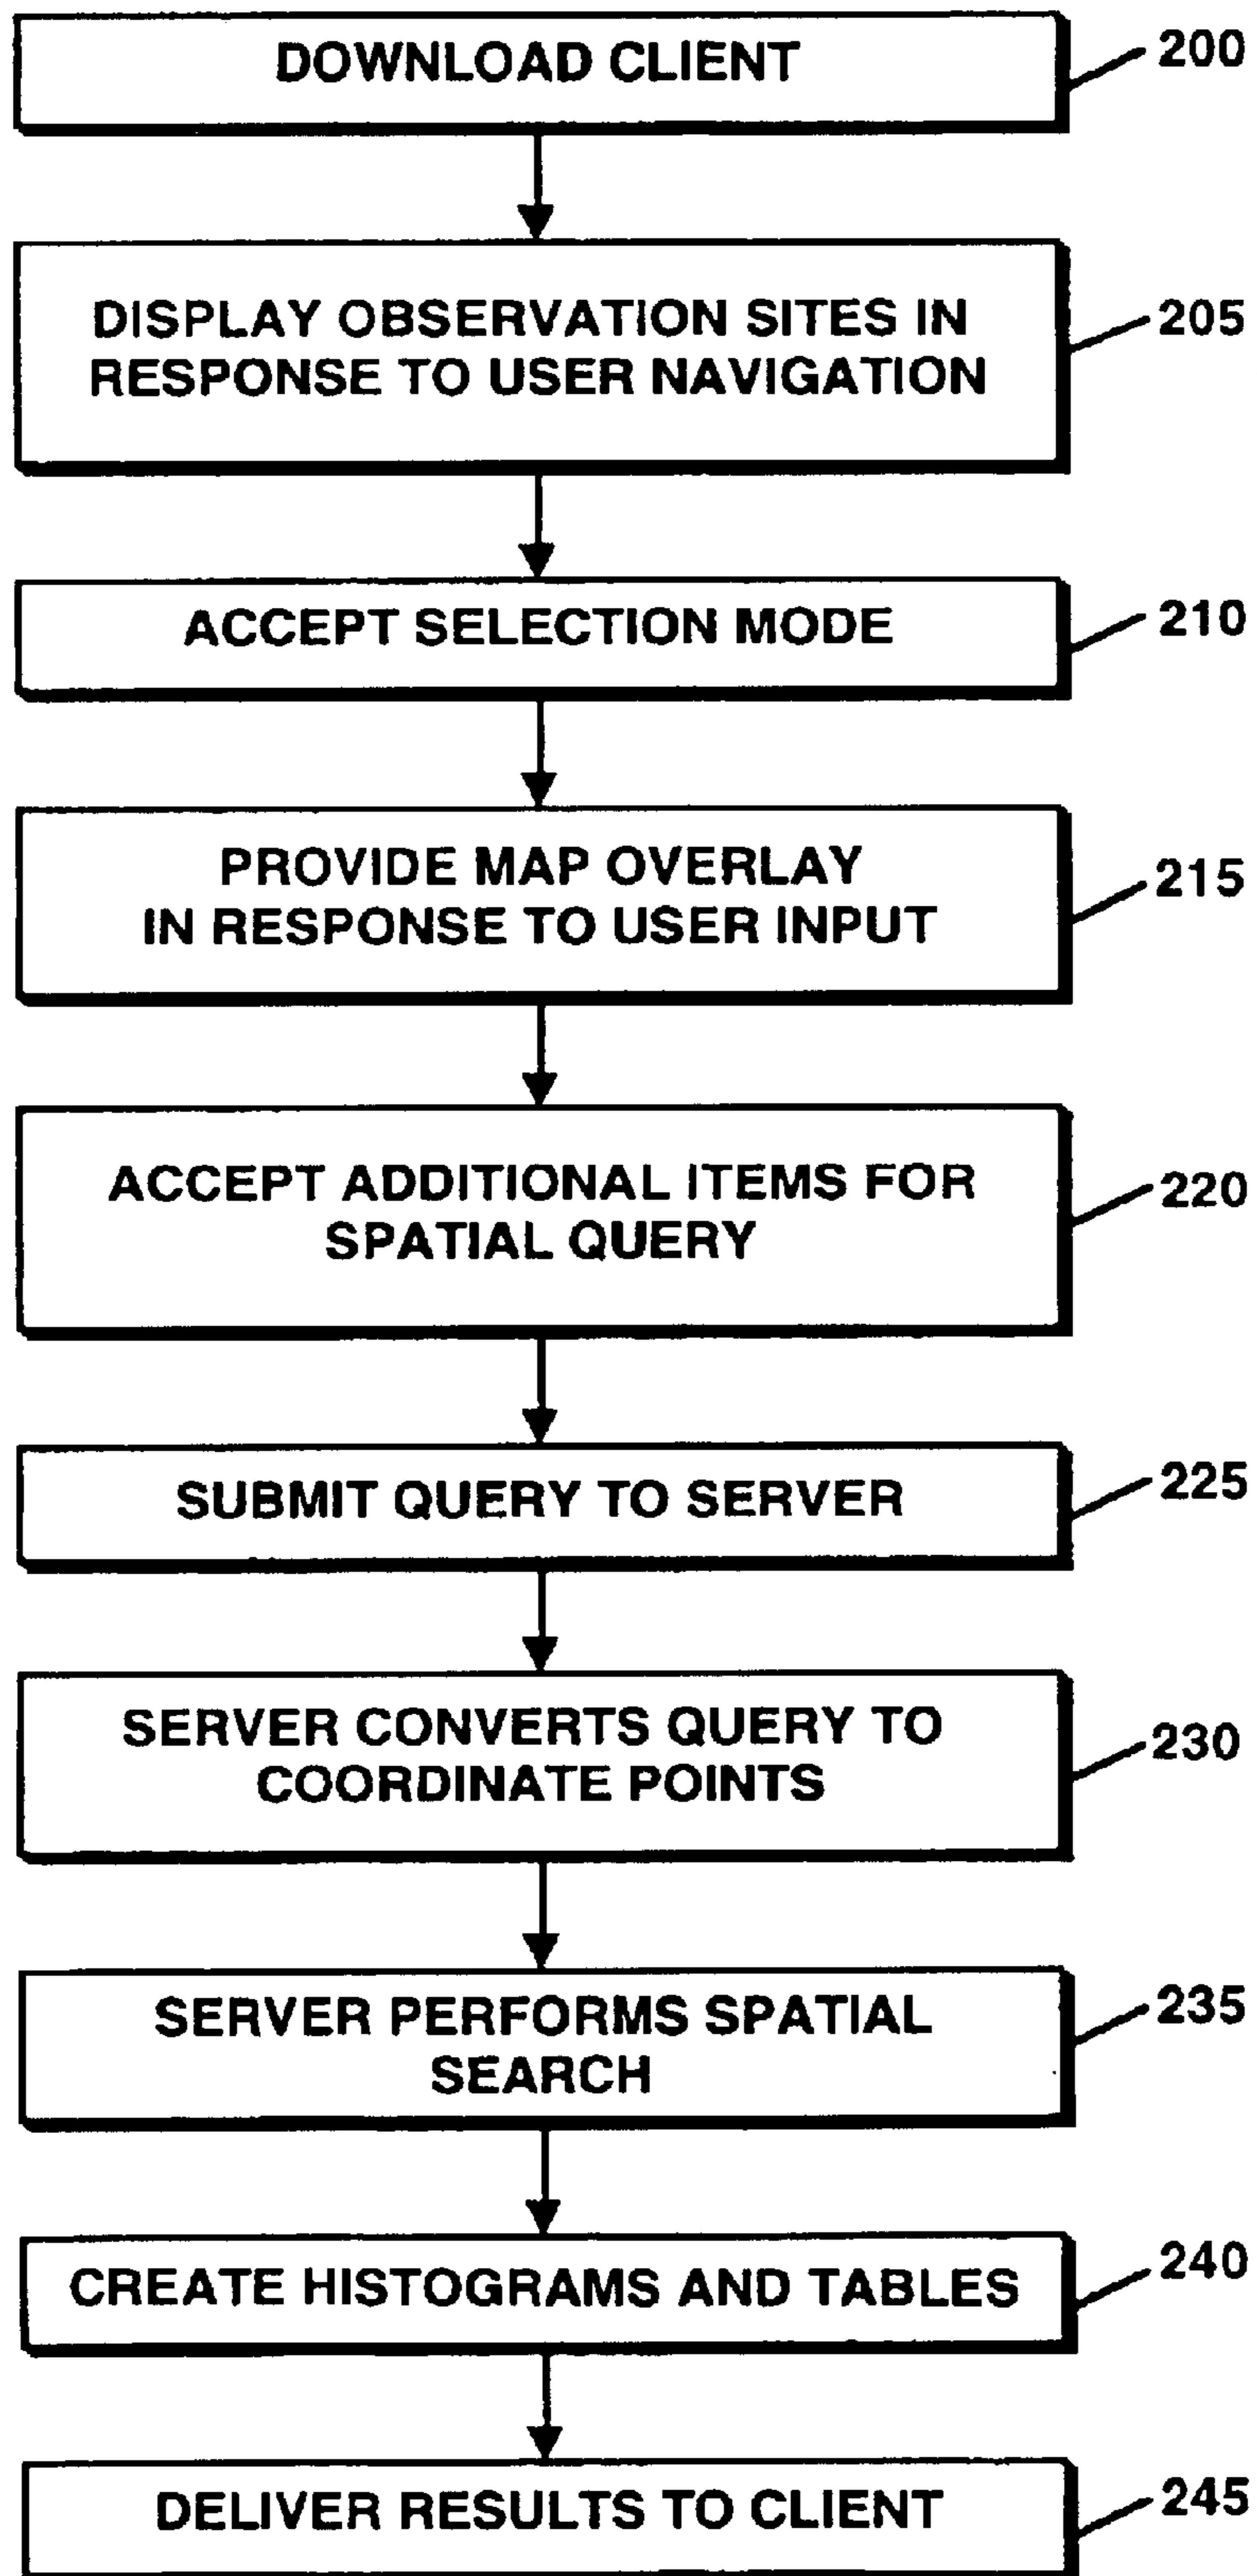 DOWNLOAD CLIENT
200
DISPLAY OBSERVATION SITES IN
RESPONSE TO USER NAVIGATION
205
ACCEPT SELECTION MODE
210
PROVIDE MAP OVERLAY
IN RESPONSE TO USER INPUT
215
ACCEPT ADDITIONAL ITEMS FOR
SPATIAL QUERY
220
SUBMIT QUERY TO SERVER
225
SERVER CONVERTS QUERY TO
COORDINATE POINTS
230
SERVER PERFORMS SPATIAL
SEARCH
235
CREATE HISTOGRAMS AND TABLES
240
DELIVER RESULTS TO CLIENT
245